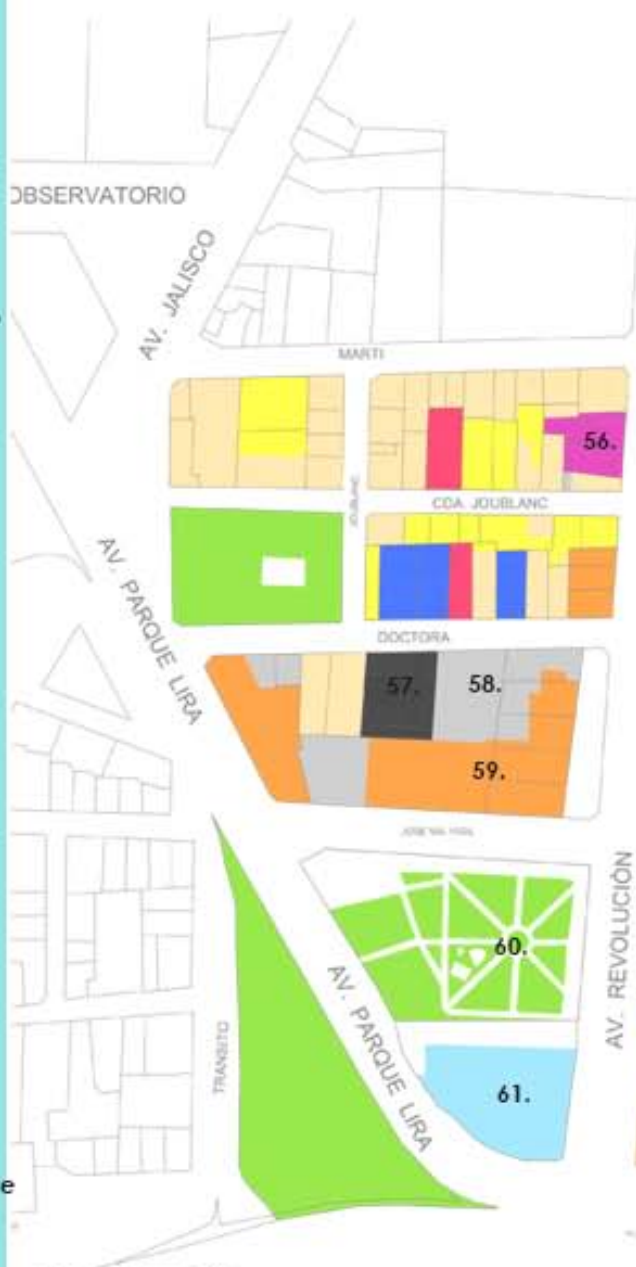 OBSERVATORIO
AV. JALISCO
MARTI
56.
JOUBLANC
CDA. JOUBLANC
AV. PARQUE LIRA
DOCTORA
57.
58.
59.
60.
AV. REVOLUCIÓN
AV. PARQUE LIRA
TRANSITO
61.
e